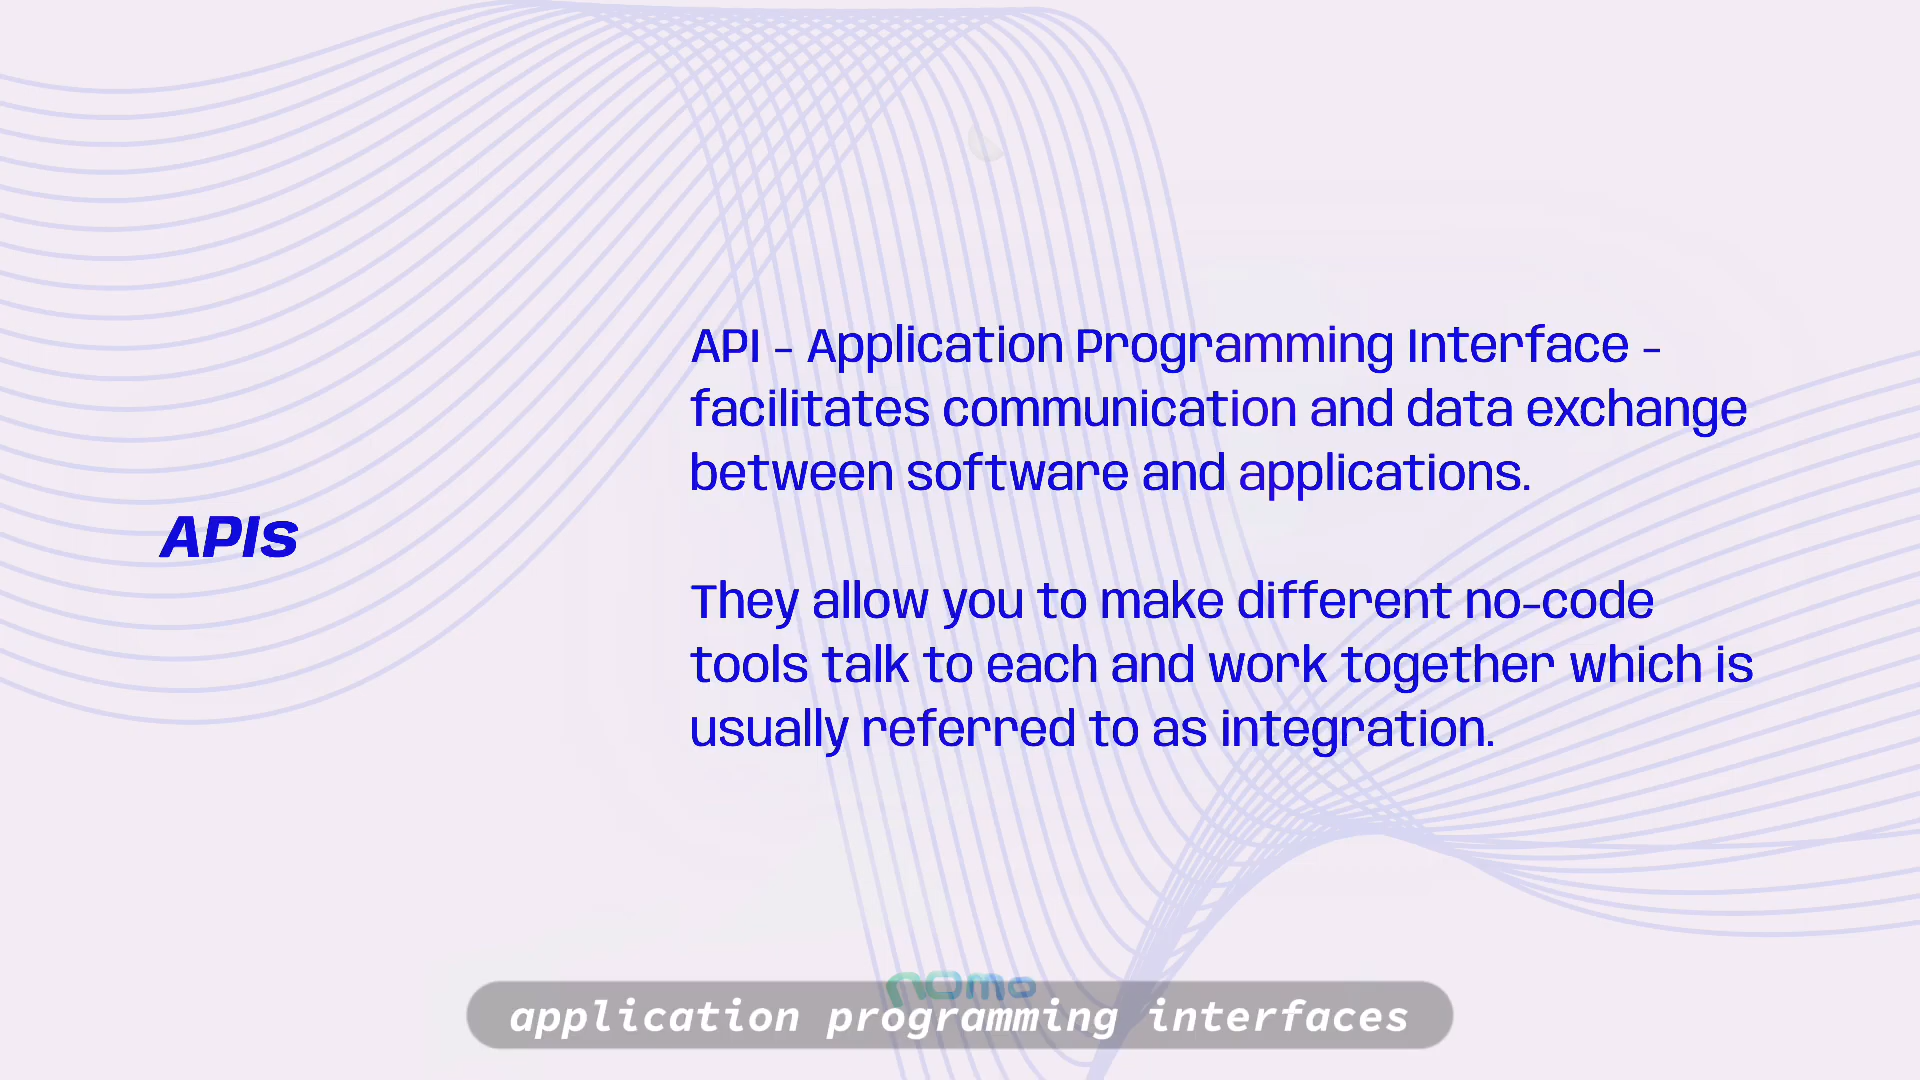 APIs
API - Application Programming Interface -
facilitates communication and data exchange
between software and applications.
They allow you to make different no-code
tools talk to each and work together which is
usually referred to as integration.
nomo
application programming interfaces